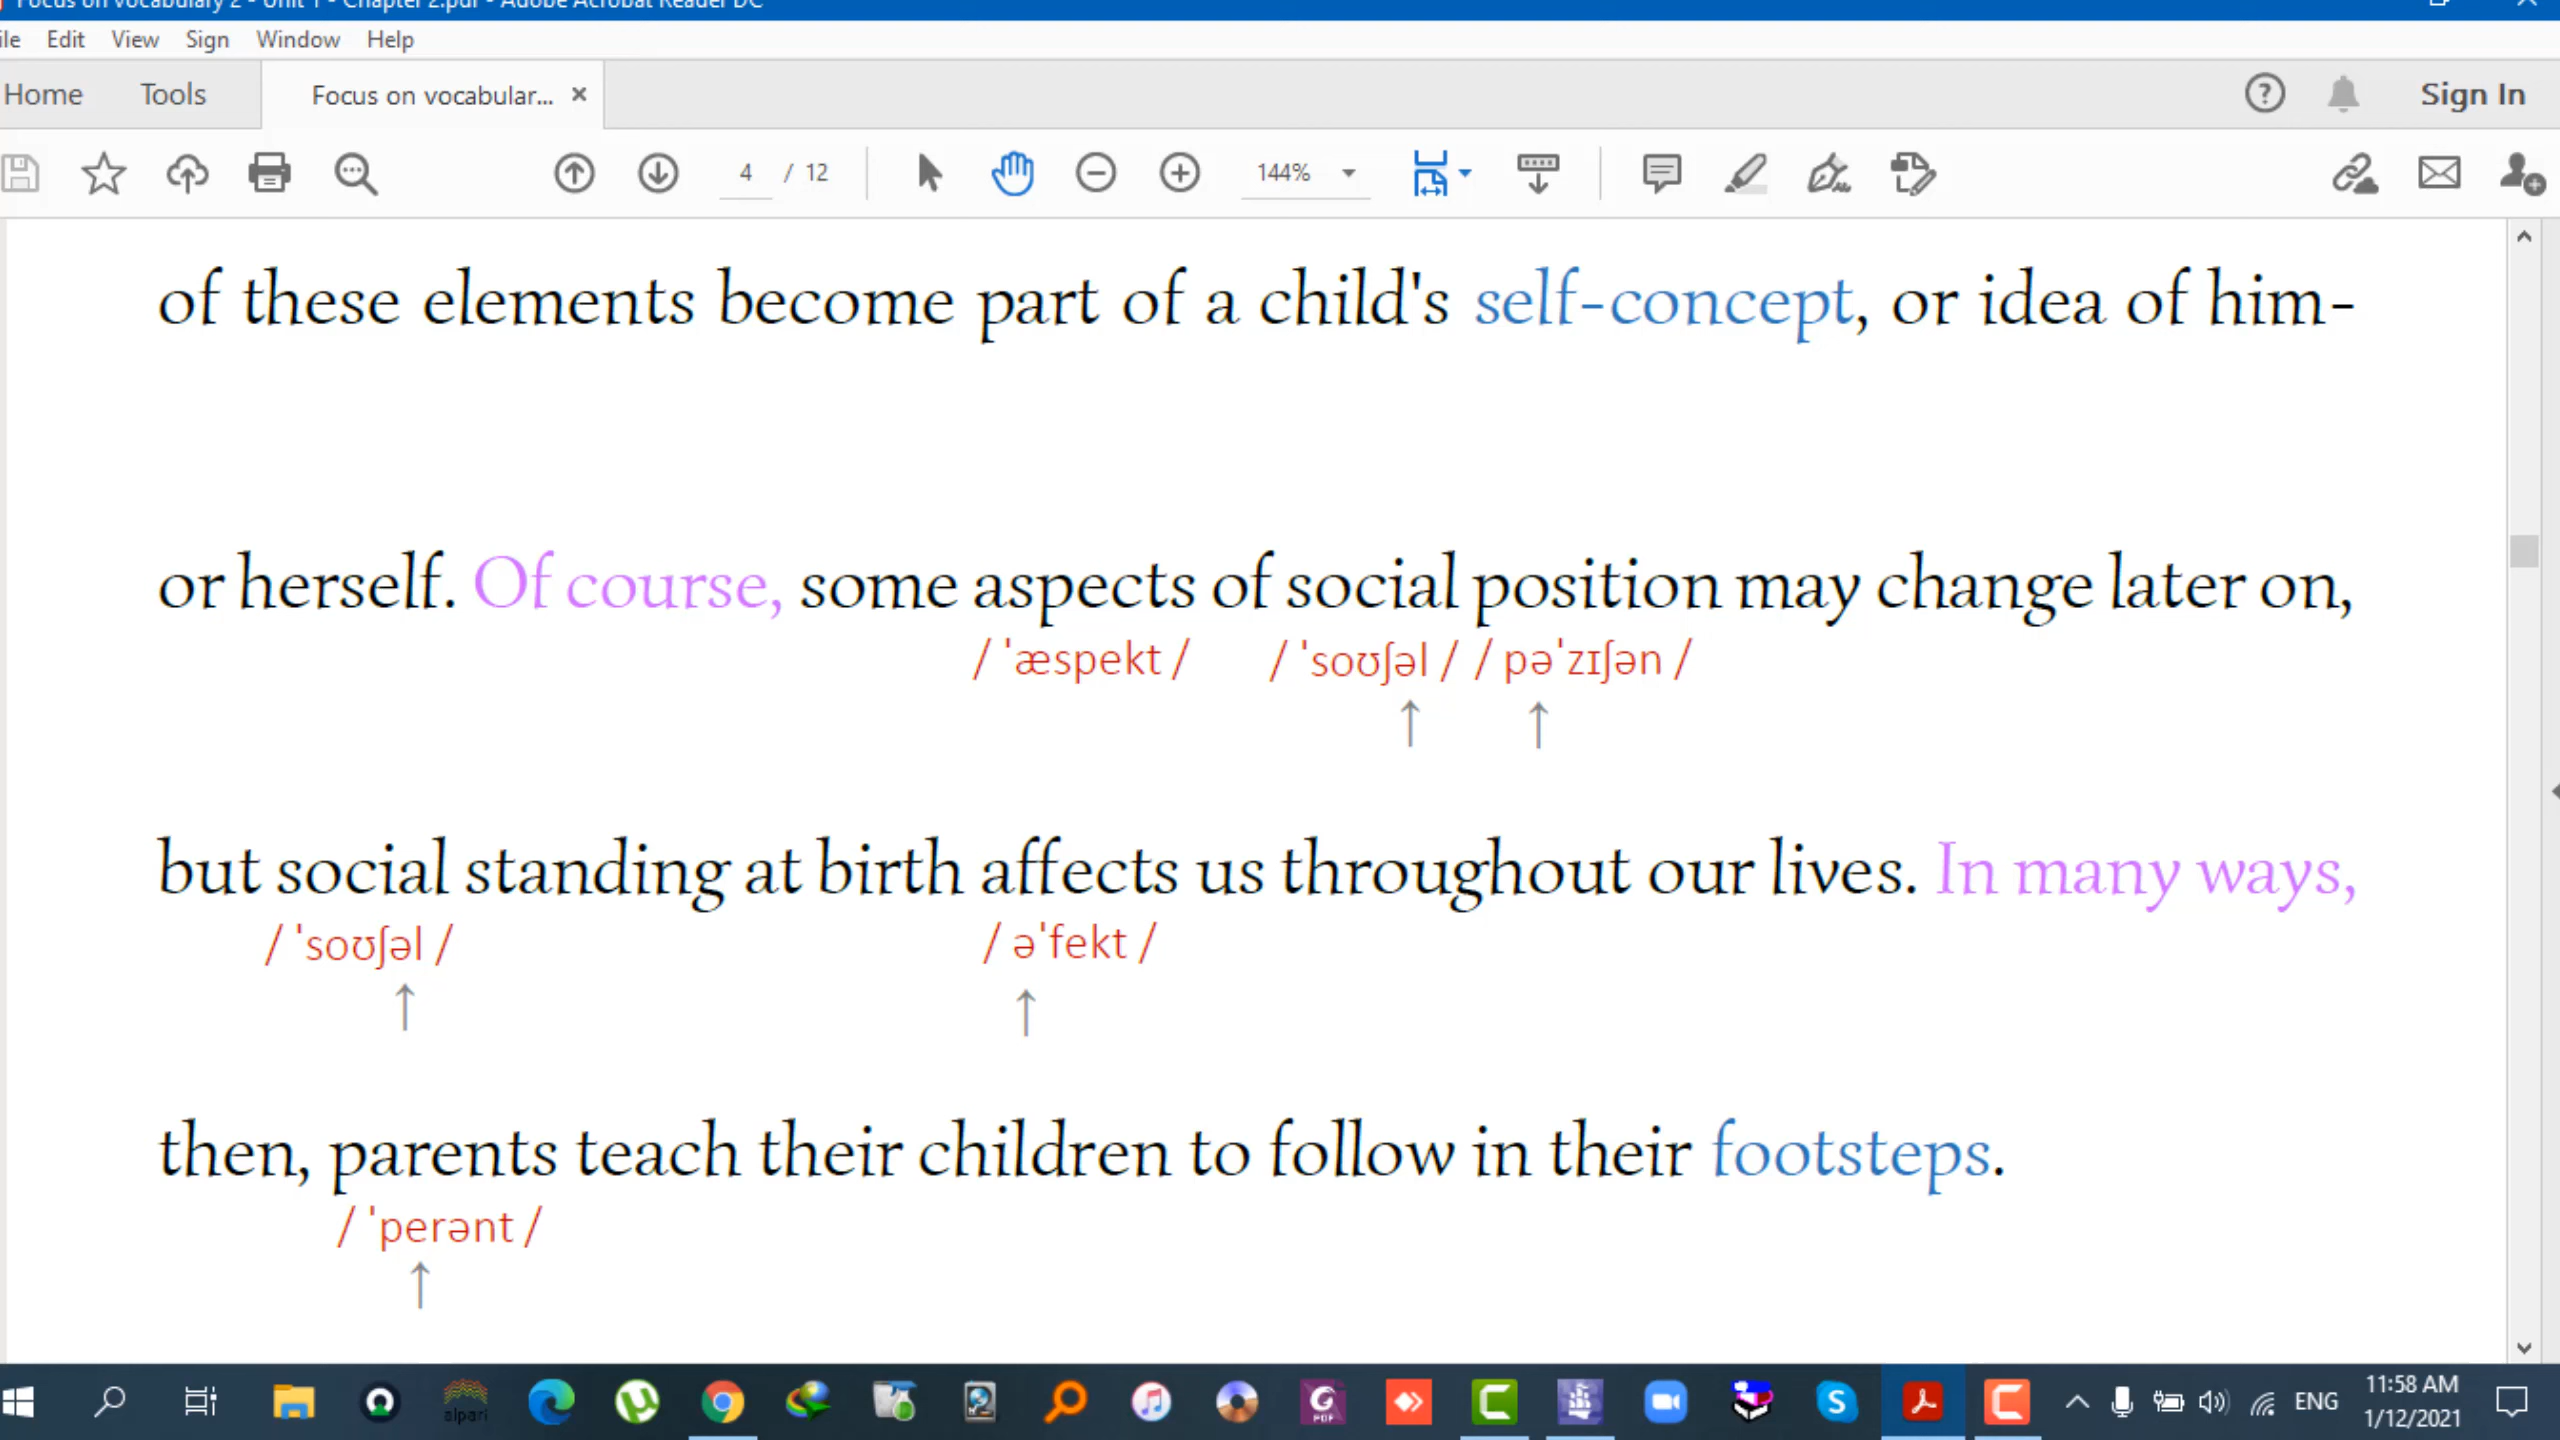 Focus on vocabulary 2 - Unit 1 - Chapter 2.pdf - Adobe Acrobat Reader DC
ile Edit View Sign Window Help
Home Tools Focus on vocabular... × Sign In
4 / 12 144%
of these elements become part of a child's self-concept, or idea of him-
or herself. Of course, some aspects of social position may change later on,
/ ˈæspekt / / ˈsoʊʃəl / / pəˈzɪʃən /
↑ ↑
but social standing at birth affects us throughout our lives. In many ways,
/ ˈsoʊʃəl / / əˈfekt /
↑ ↑
then, parents teach their children to follow in their footsteps.
/ ˈperənt /
↑
alpari
G PDF
ENG
11:58 AM
1/12/2021